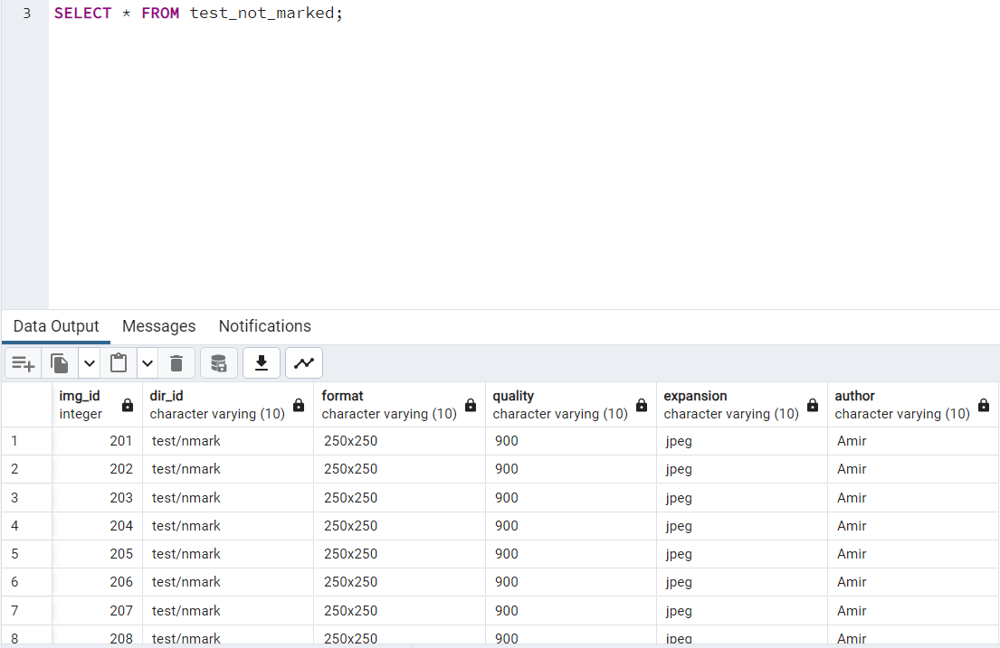 3 SELECT * FROM test_not_marked;
Data Output Messages Notifications
img_id dir_id format quality expansion author
integer character varying (10) character varying (10) character varying (10) character varying (10) character varying (10)
1 201 test/nmark 250x250 900 jpeg Amir
2 202 test/nmark 250x250 900 jpeg Amir
3 203 test/nmark 250x250 900 jpeg Amir
4 204 test/nmark 250x250 900 jpeg Amir
5 205 test/nmark 250x250 900 jpeg Amir
6 206 test/nmark 250x250 900 jpeg Amir
7 207 test/nmark 250x250 900 jpeg Amir
8 208 test/nmark 250x250 900 jpeg Amir